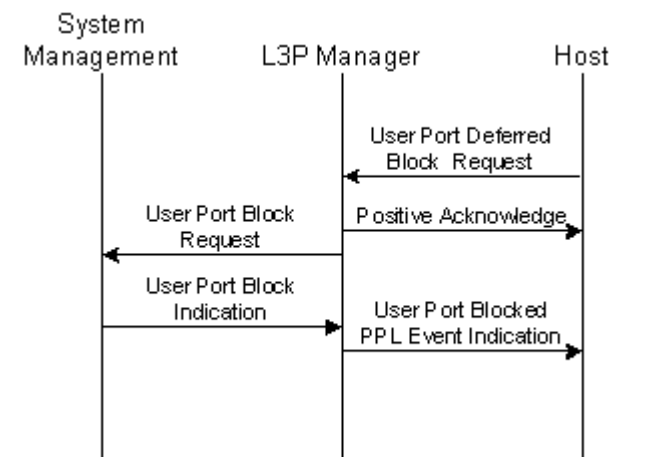 System
Management
L3P Manager
Host
User Port Deferred
Block Request
Positive Acknowledge
User Port Block
Request
User Port Block
Indication
User Port Blocked
PPL Event Indication